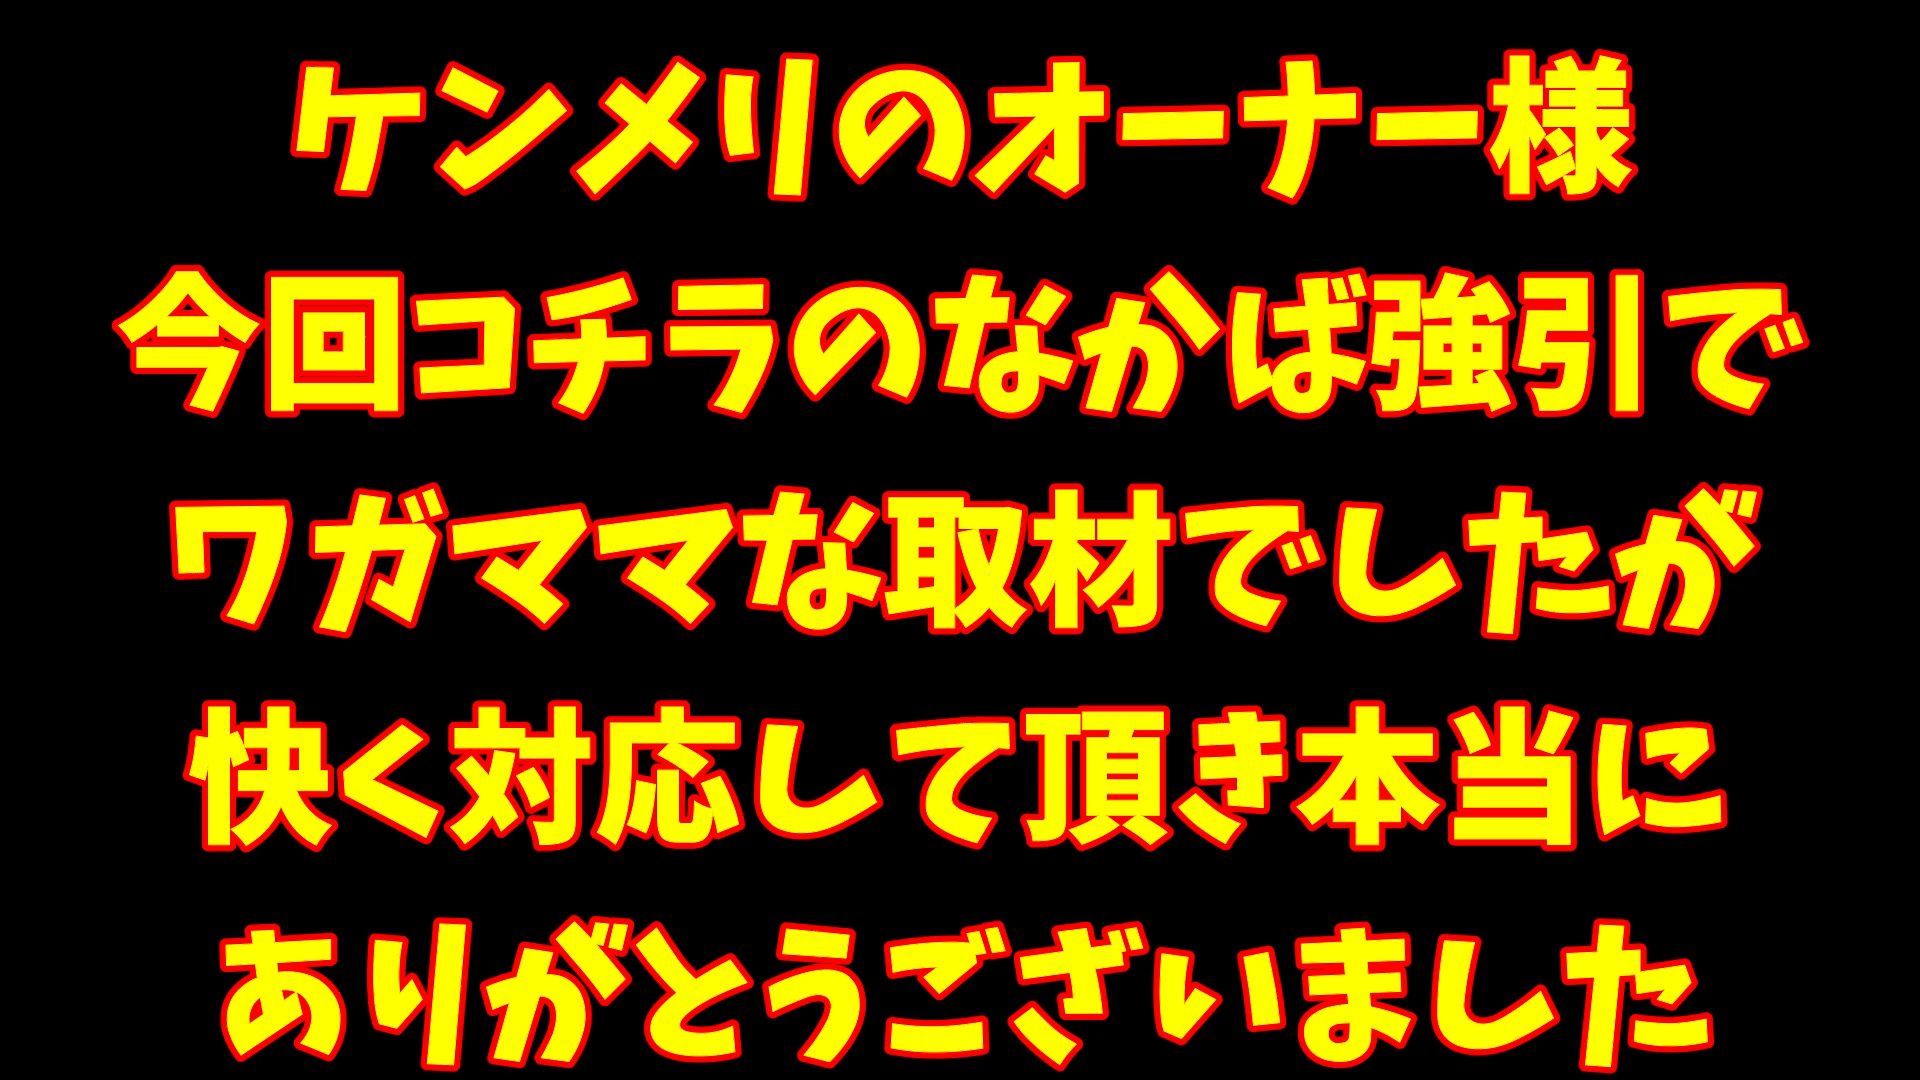 ケンメリのオーナー様
今回コチラのなかば強引で
ワガママな取材でしたが
快く対応して頂き本当に
ありがとうございました